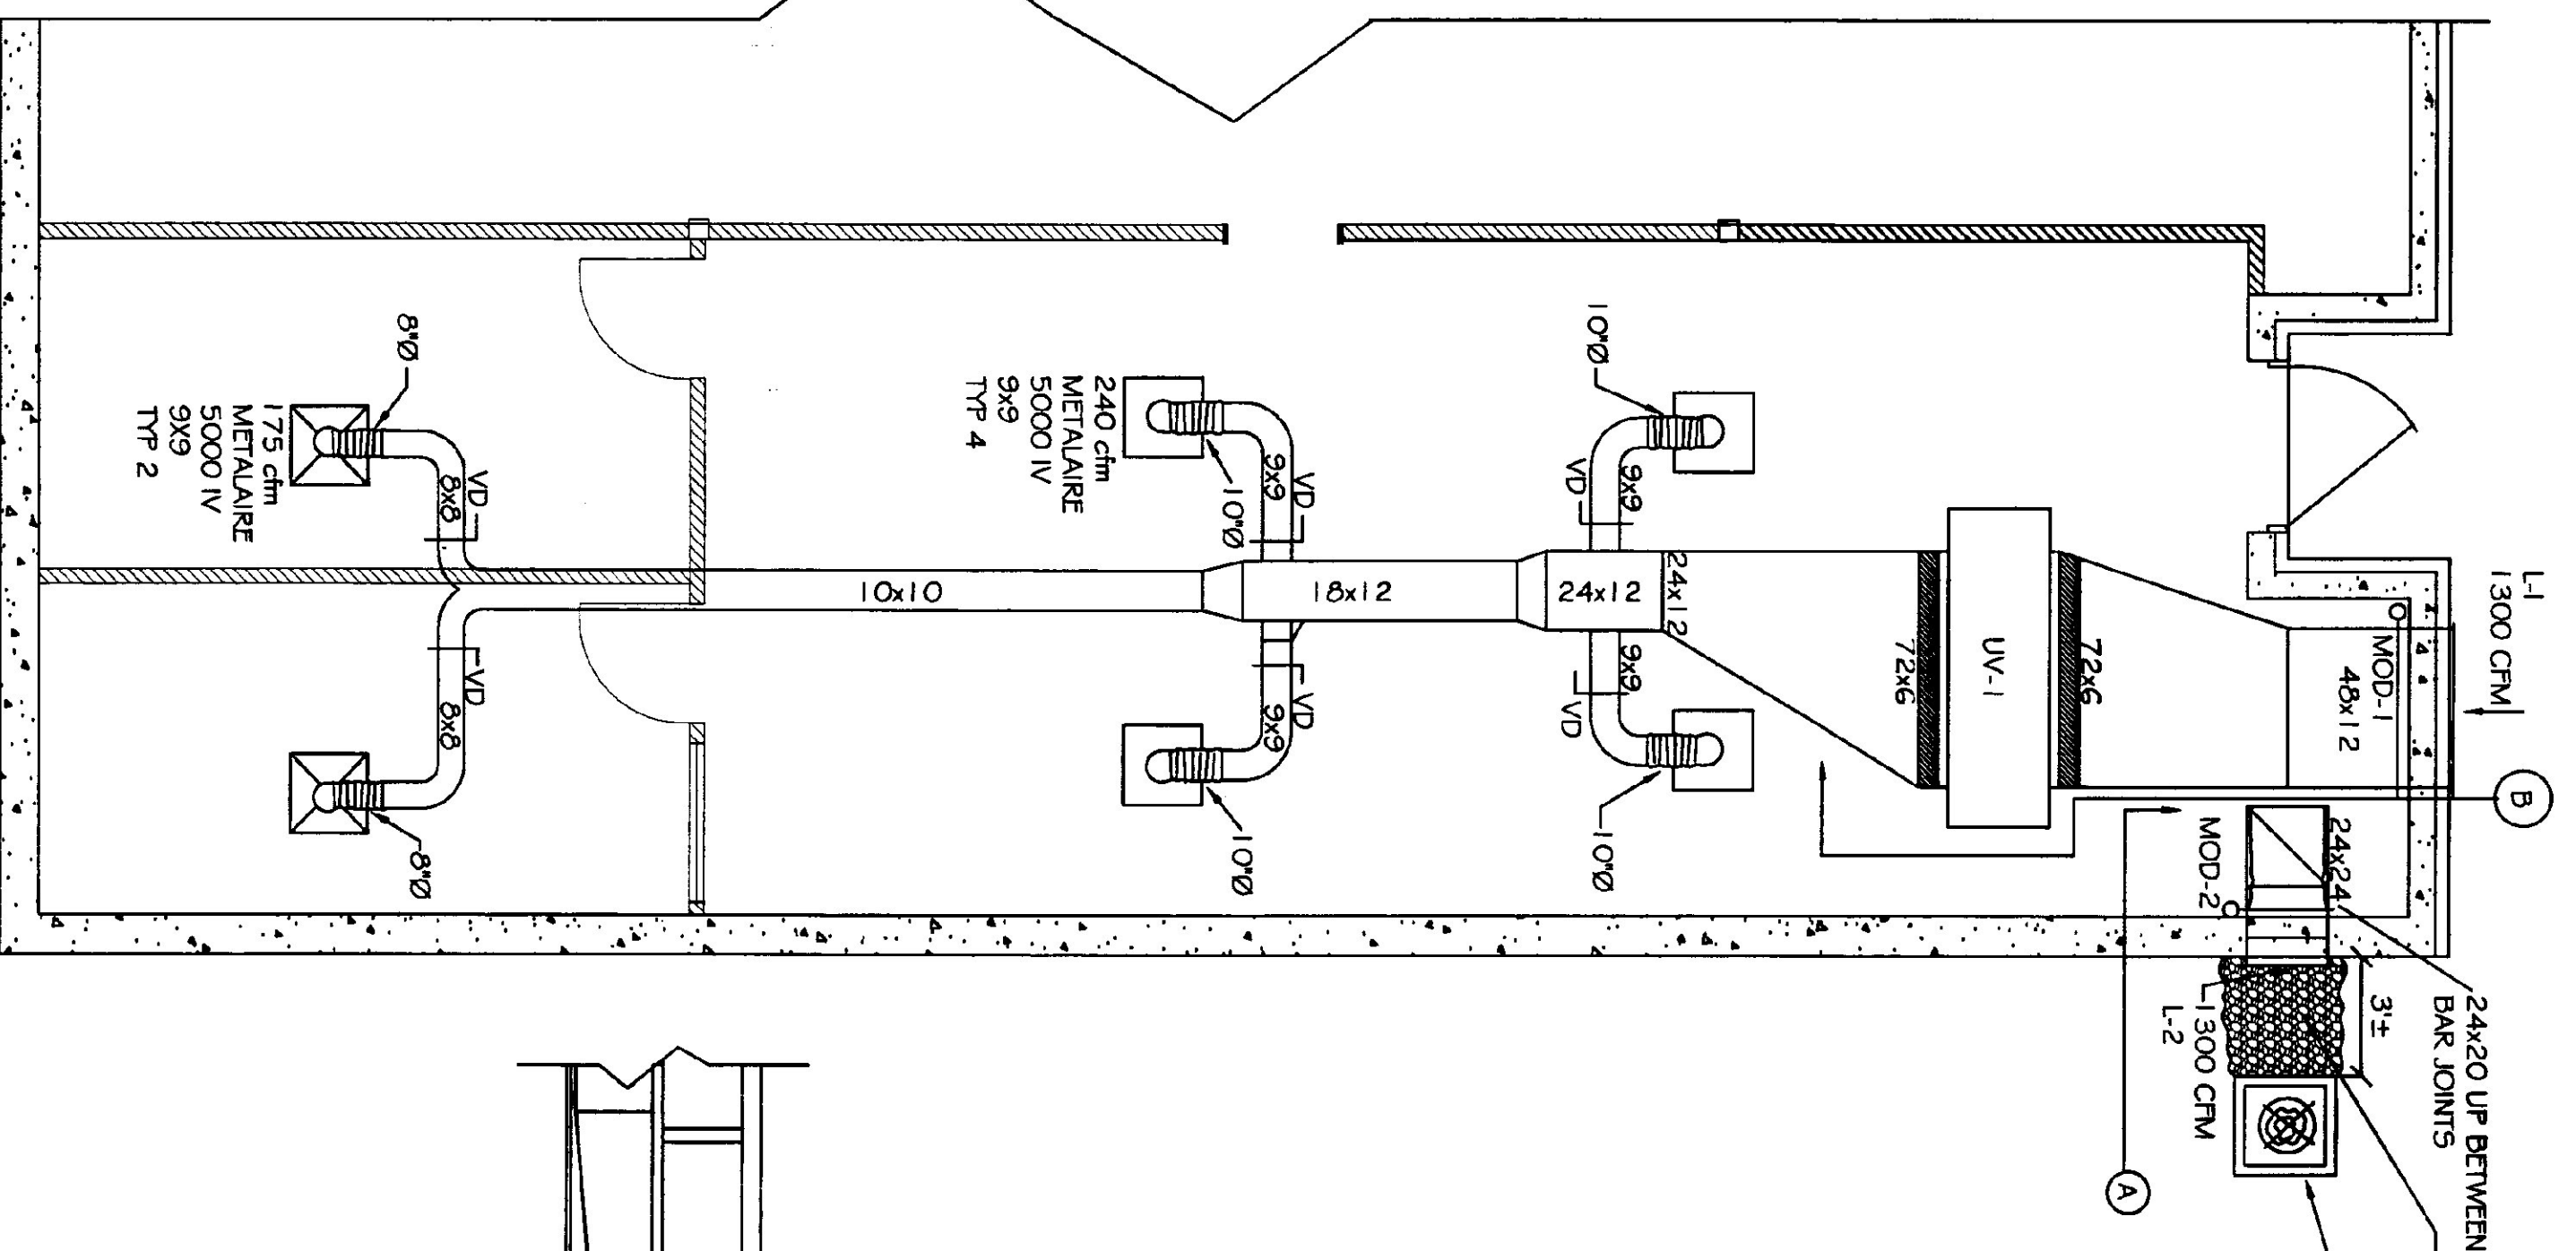 L-1
1300 CFM
MOD-1
48x12
B
72x6
UV-1
72x6
24x12
24x12
18x12
10x10
10"Ø
VD
9x9
9x9
VD
10"Ø
240 cfm
METALAIRE
5000 IV
9x9
TYP 4
10"Ø
VD
9x9
VD
9x9
10"Ø
8"Ø
175 cfm
METALAIRE
5000 IV
9X9
TYP 2
VD
8x8
VD
8x8
8"Ø
24x24
MOD-2
24x20 UP BETWEEN
BAR JOINTS
3'±
1300 CFM
L-2
A